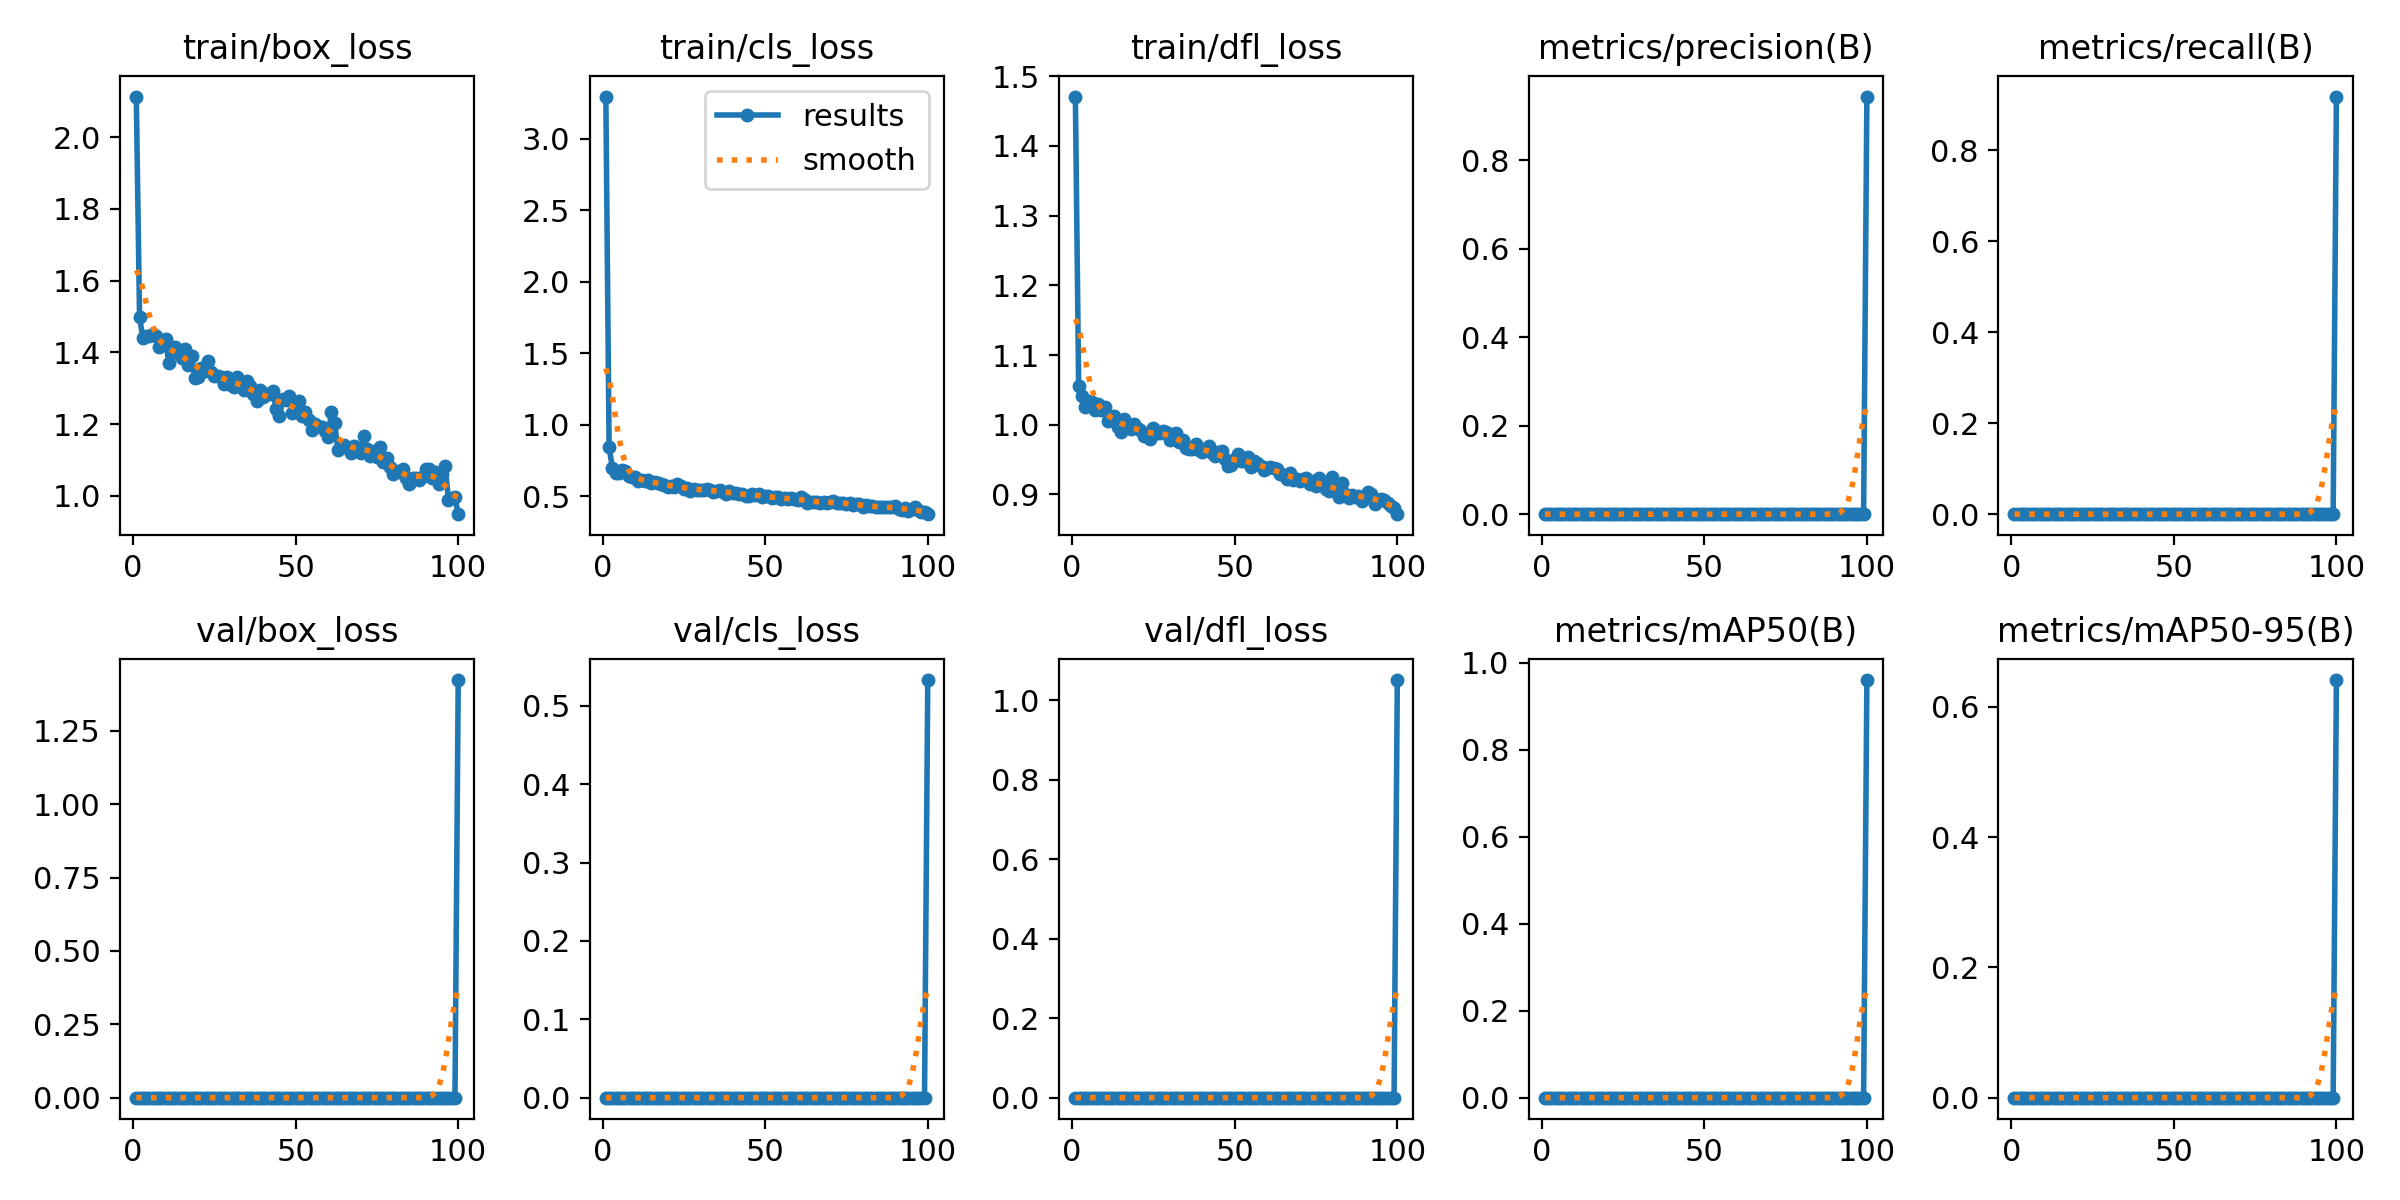 train/box_loss
2.0
1.8
1.6
1.4
1.2
1.0
0 50 100
train/cls_loss
results
smooth
3.0
2.5
2.0
1.5
1.0
0.5
0 50 100
train/dfl_loss
1.5
1.4
1.3
1.2
1.1
1.0
0.9
0 50 100
metrics/precision(B)
0.8
0.6
0.4
0.2
0.0
0 50 100
metrics/recall(B)
0.8
0.6
0.4
0.2
0.0
0 50 100
val/box_loss
1.25
1.00
0.75
0.50
0.25
0.00
0 50 100
val/cls_loss
0.5
0.4
0.3
0.2
0.1
0.0
0 50 100
val/dfl_loss
1.0
0.8
0.6
0.4
0.2
0.0
0 50 100
metrics/mAP50(B)
1.0
0.8
0.6
0.4
0.2
0.0
0 50 100
metrics/mAP50-95(B)
0.6
0.4
0.2
0.0
0 50 100